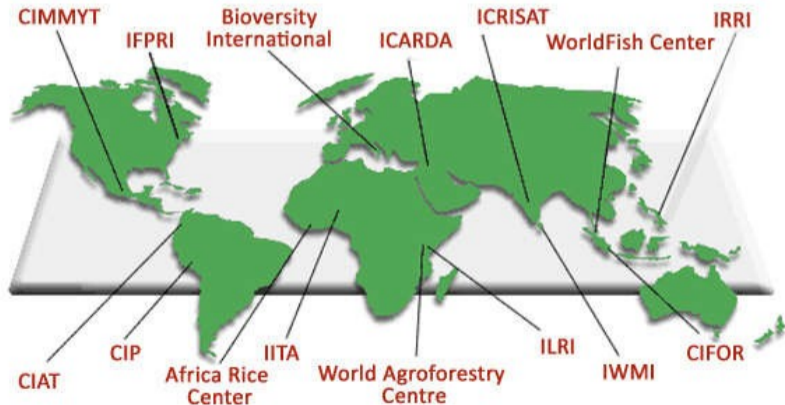 CIMMYT
IFPRI
Bioversity
International
ICARDA
ICRISAT
WorldFish Center
IRRI
CIAT
CIP
Africa Rice
Center
IITA
World Agroforestry
Centre
ILRI
IWMI
CIFOR